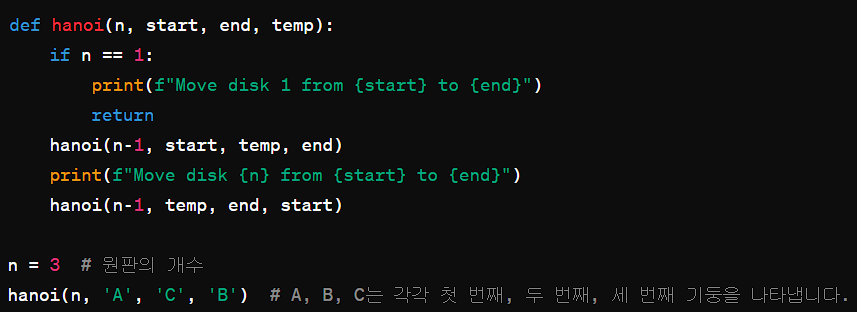 def hanoi(n, start, end, temp):
    if n == 1:
        print(f"Move disk 1 from {start} to {end}")
        return
    hanoi(n-1, start, temp, end)
    print(f"Move disk {n} from {start} to {end}")
    hanoi(n-1, temp, end, start)
n = 3  # 원판의 개수
hanoi(n, 'A', 'C', 'B')  # A, B, C는 각각 첫 번째, 두 번째, 세 번째 기둥을 나타냅니다.